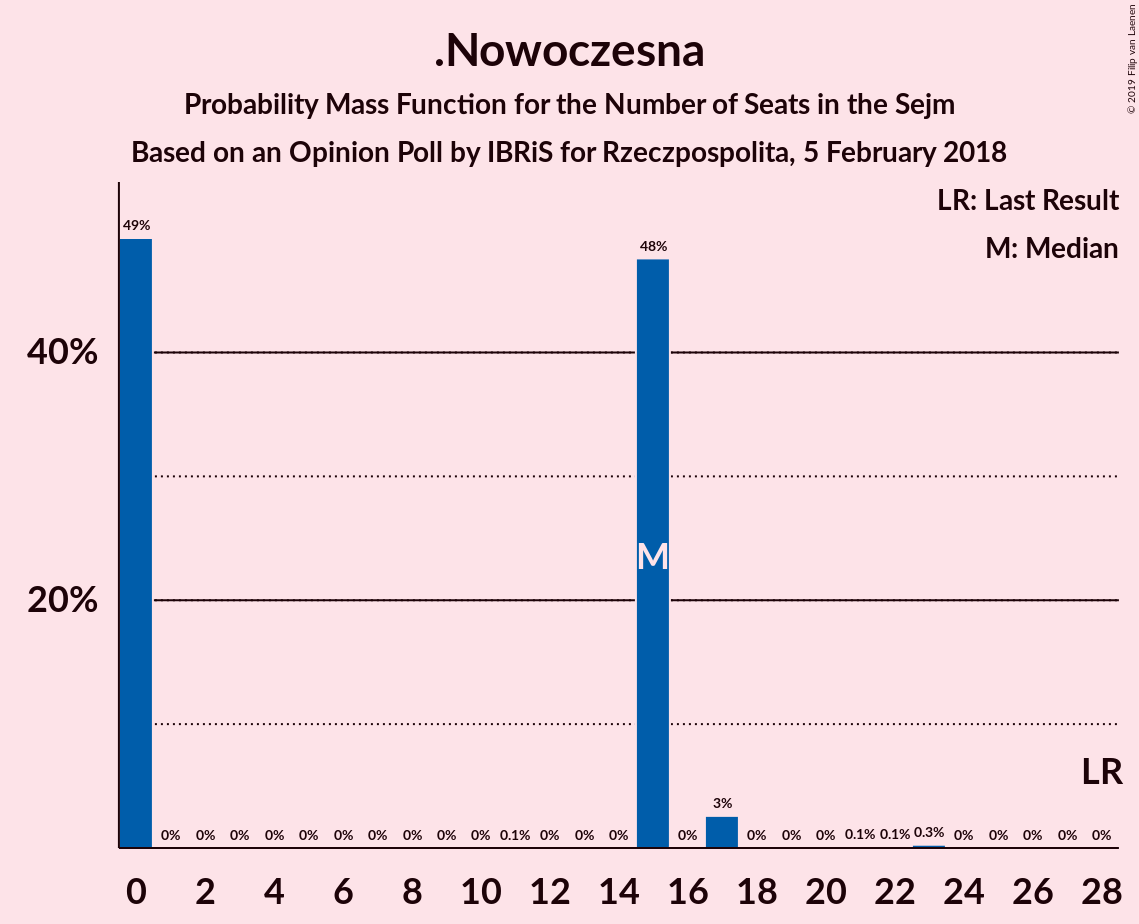 .Nowoczesna
Probability Mass Function for the Number of Seats in the Sejm
Based on an Opinion Poll by IBRiS for Rzeczpospolita, 5 February 2018
© 2019 Filip van Laenen
LR: Last Result
M: Median
49%
48%
40%
M
20%
LR
3%
0% 0% 0% 0% 0% 0% 0% 0% 0% 0% 0.1% 0% 0% 0% 0% 0% 0% 0% 0.1% 0.1% 0.3% 0% 0% 0% 0% 0%
0 2 4 6 8 10 12 14 16 18 20 22 24 26 28